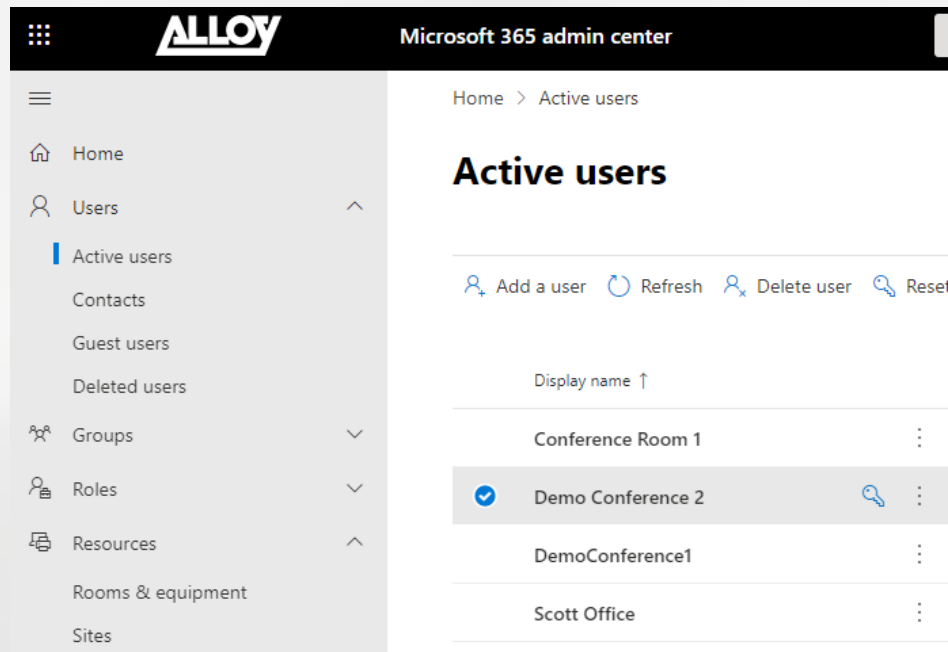 ALLOY
Microsoft 365 admin center
Home > Active users
Home
Users
Active users
Contacts
Guest users
Deleted users
Groups
Roles
Resources
Rooms & equipment
Sites
Active users
Add a user Refresh Delete user Reset
Display name ↑
Conference Room 1
Demo Conference 2
DemoConference1
Scott Office